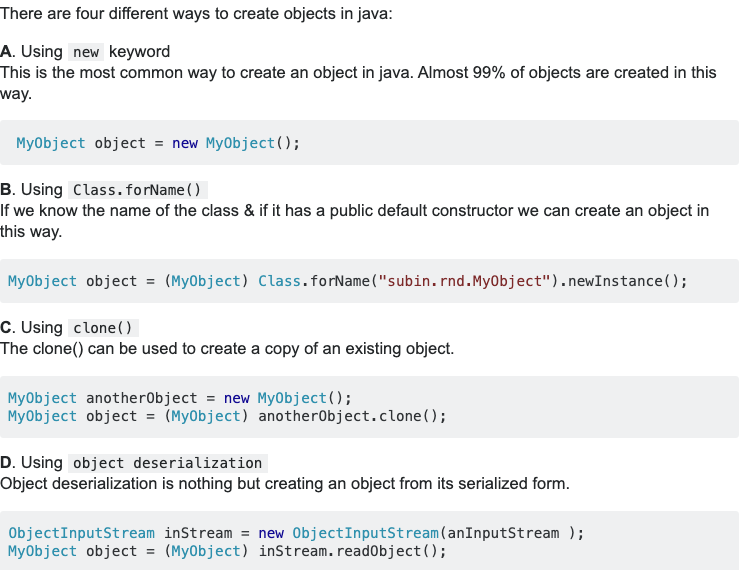 There are four different ways to create objects in java:
A. Using new keyword
This is the most common way to create an object in java. Almost 99% of objects are created in this
way.
MyObject object = new MyObject();
B. Using Class.forName()
If we know the name of the class & if it has a public default constructor we can create an object in
this way.
MyObject object = (MyObject) Class.forName("subin.rnd.MyObject").newInstance();
C. Using clone()
The clone() can be used to create a copy of an existing object.
MyObject anotherObject = new MyObject();
MyObject object = (MyObject) anotherObject.clone();
D. Using object deserialization
Object deserialization is nothing but creating an object from its serialized form.
ObjectInputStream inStream = new ObjectInputStream(anInputStream );
MyObject object = (MyObject) inStream.readObject();